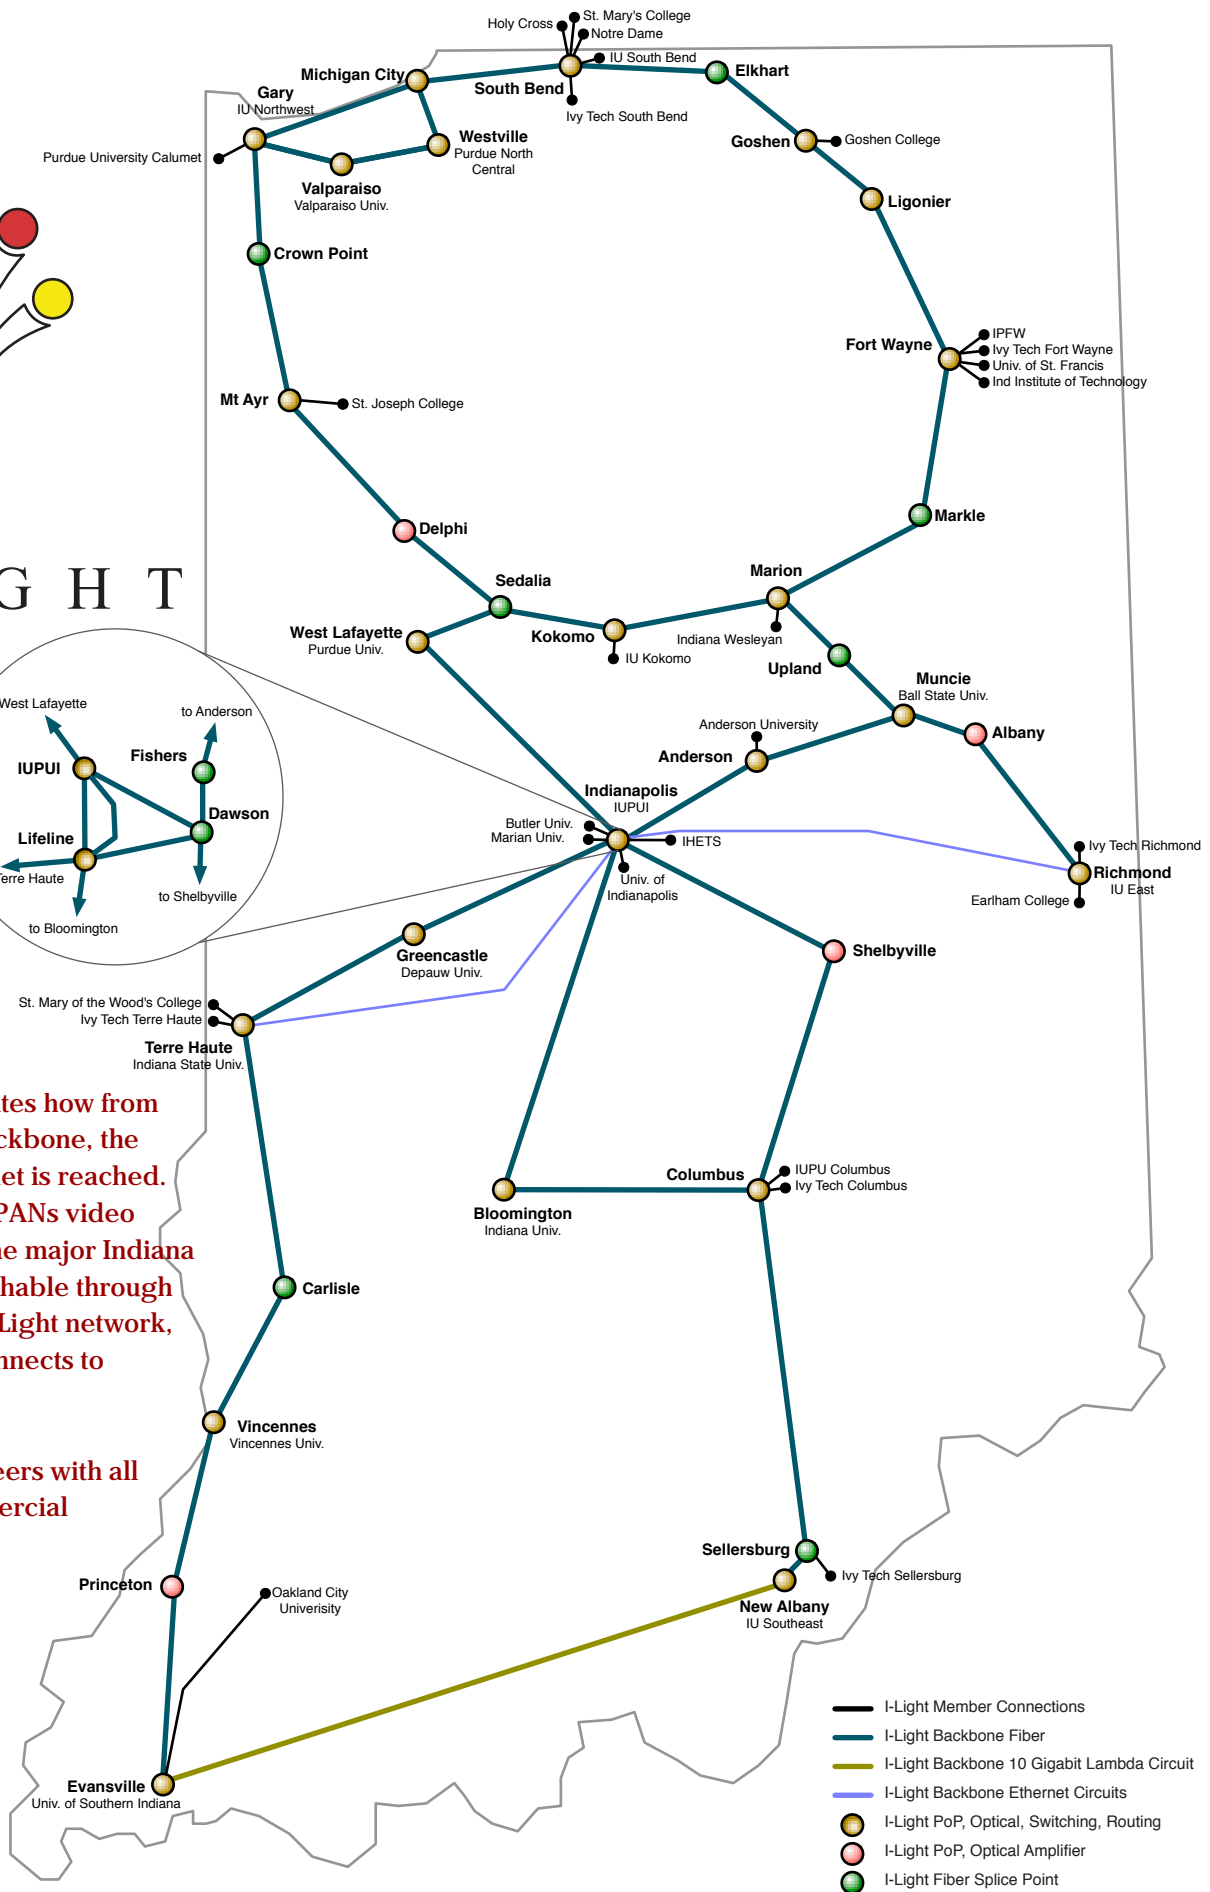 Holy Cross
St. Mary's College
Notre Dame
IU South Bend
Michigan City
South Bend
Elkhart
Gary
IU Northwest
Ivy Tech South Bend
Westville
Purdue North
Central
Goshen
Goshen College
Purdue University Calumet
Valparaiso
Valparaiso Univ.
Ligonier
Crown Point
Fort Wayne
IPFW
Ivy Tech Fort Wayne
Univ. of St. Francis
Ind Institute of Technology
Mt Ayr
St. Joseph College
Delphi
Markle
G H T
Sedalia
Marion
West Lafayette
Purdue Univ.
Kokomo
IU Kokomo
Indiana Wesleyan
Upland
Muncie
Ball State Univ.
Albany
Anderson University
Anderson
West Lafayette
to Anderson
IUPUI
Fishers
Dawson
Lifeline
Terre Haute
to Shelbyville
to Bloomington
Indianapolis
IUPUI
Butler Univ.
Marian Univ.
IHETS
Univ. of
Indianapolis
Ivy Tech Richmond
Richmond
IU East
Earlham College
Greencastle
Depauw Univ.
Shelbyville
St. Mary of the Wood's College
Ivy Tech Terre Haute
Terre Haute
Indiana State Univ.
tes how from
ckbone, the
et is reached.
PANs video
ne major Indiana
hable through
Light network,
nnects to
eers with all
ercial
Columbus
IUPU Columbus
Ivy Tech Columbus
Bloomington
Indiana Univ.
Carlisle
Vincennes
Vincennes Univ.
Sellersburg
Ivy Tech Sellersburg
New Albany
IU Southeast
Princeton
Oakland City
Univerisity
Evansville
Univ. of Southern Indiana
I-Light Member Connections
I-Light Backbone Fiber
I-Light Backbone 10 Gigabit Lambda Circuit
I-Light Backbone Ethernet Circuits
I-Light PoP, Optical, Switching, Routing
I-Light PoP, Optical Amplifier
I-Light Fiber Splice Point